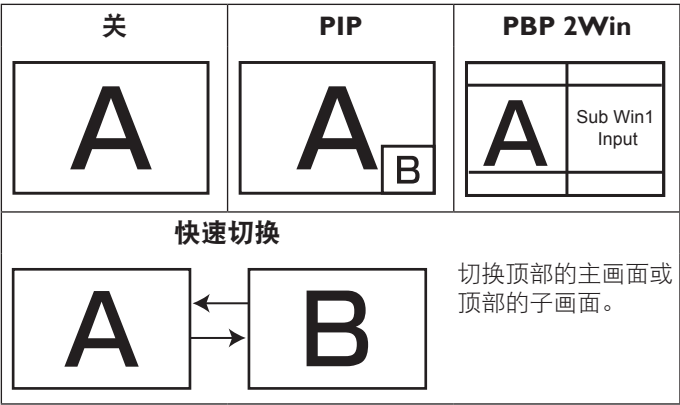 关
PIP
PBP 2Win
A
A
B
A
Sub Win1
Input
快速切换
A
B
切换顶部的主画面或
顶部的子画面。